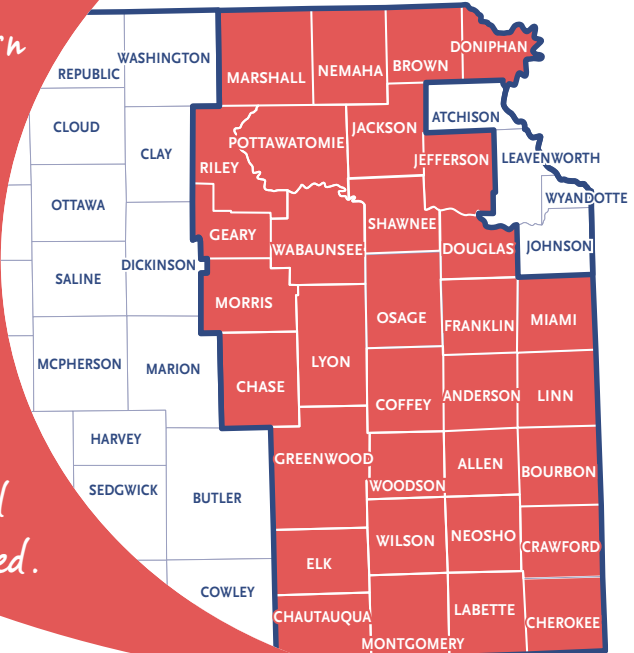 n
DONIPHAN
WASHINGTON
BROWN
NEMAHA
REPUBLIC
MARSHALL
ATCHISON
CLOUD
JACKSON
POTTAWATOMIE
CLAY
JEFFERSON
LEAVENWORTH
RILEY
WYANDOTTE
OTTAWA
SHAWNEE
GEARY
WABAUNSEE
DOUGLAS
JOHNSON
DICKINSON
SALINE
MORRIS
OSAGE
MIAMI
FRANKLIN
LYON
MCPHERSON
MARION
CHASE
ANDERSON
LINN
COFFEY
HARVEY
GREENWOOD
ALLEN
BOURBON
WOODSON
SEDGWICK
BUTLER
l
NEOSHO
WILSON
CRAWFORD
ed.
ELK
COWLEY
LABETTE
CHAUTAUQUA
CHEROKEE
MONTGOMERY